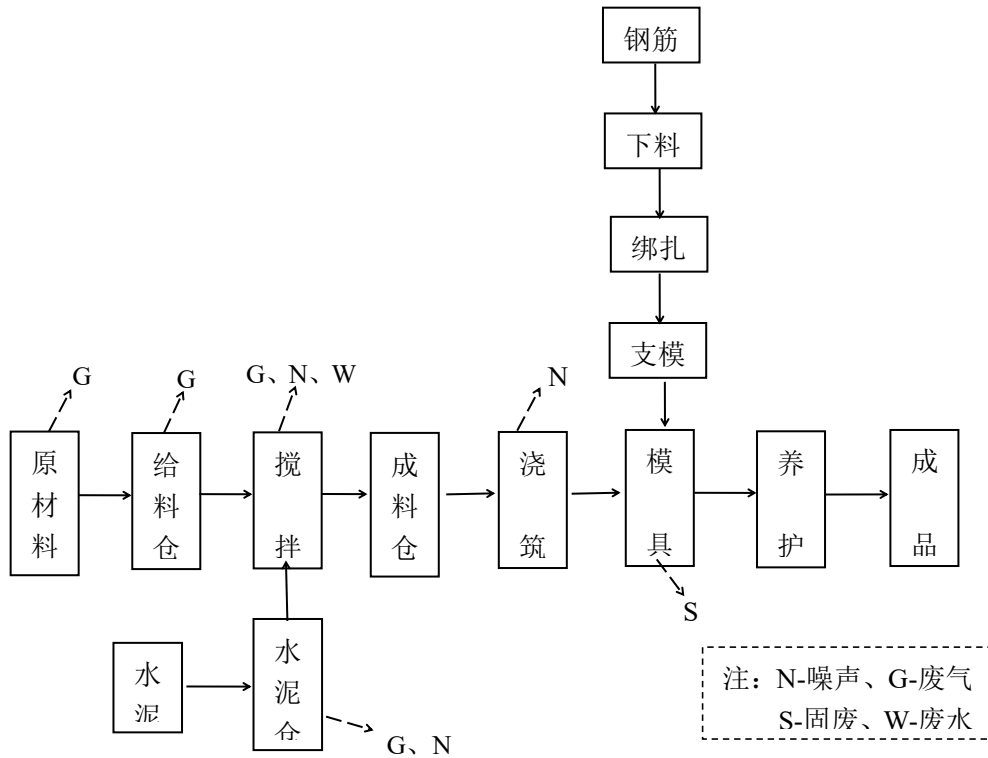 钢筋
下料
绑扎
支模
G
G
G、N、W
N
原材料
给料仓
搅拌
成料仓
浇筑
模具
养护
成品
S
水泥
水泥仓
G、N
注：N-噪声、G-废气
S-固废、W-废水